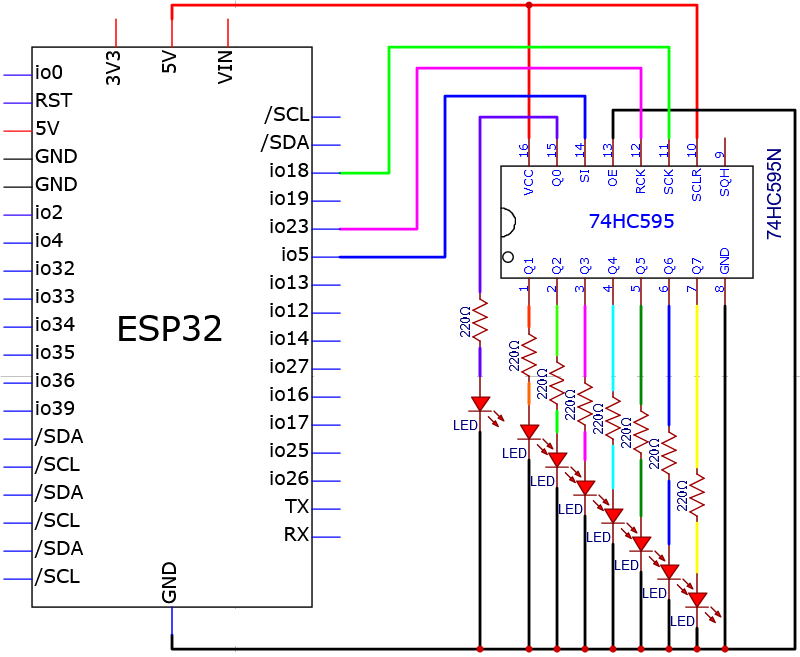 3V3
5V
VIN
io0
RST
5V
GND
GND
io2
io4
io32
io33
io34
io35
io36
io39
/SDA
/SCL
/SDA
/SCL
/SDA
/SCL
ESP32
GND
/SCL
/SDA
io18
io19
io23
io5
io13
io12
io14
io27
io16
io17
io25
io26
TX
RX
16 15 14 13 12 11 10 9
VCC Q0 SI OE RCK SCK SCLR SQH
74HC595
74HC595N
Q1 Q2 Q3 Q4 Q5 Q6 Q7 GND
1 2 3 4 5 6 7 8
220Ω
220Ω
220Ω
220Ω
220Ω
220Ω
220Ω
220Ω
LED
LED
LED
LED
LED
LED
LED
LED